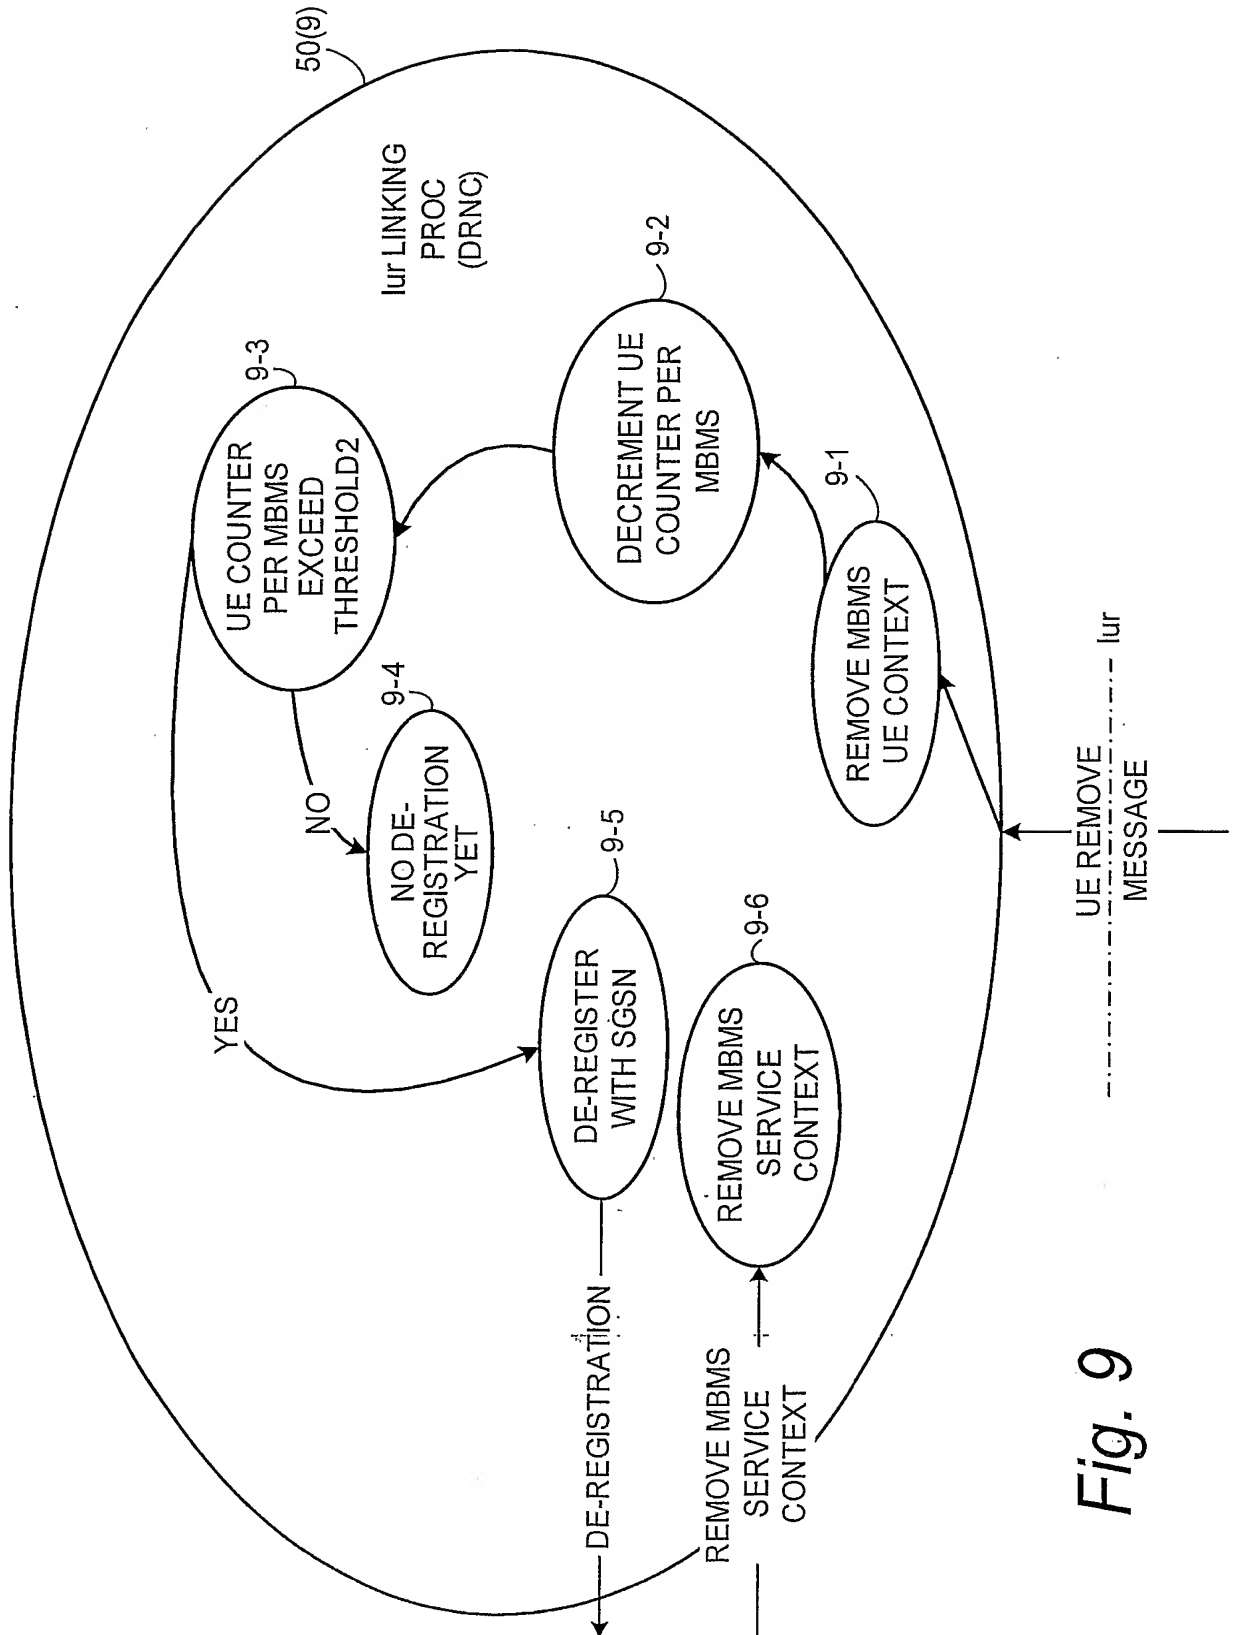 50(9)
Iur LINKING
PROC
(DRNC)
9-3
UE COUNTER
PER MBMS
EXCEED
THRESHOLD2
9-2
DECREMENT UE
COUNTER PER
MBMS
9-1
REMOVE MBMS
UE CONTEXT
YES
NO
9-4
NO DE-
REGISTRATION
YET
9-5
DE-REGISTER
WITH SGSN
9-6
REMOVE MBMS
SERVICE
CONTEXT
DE-REGISTRATION
REMOVE MBMS
SERVICE
CONTEXT
UE REMOVE
MESSAGE
Iur
Fig. 9